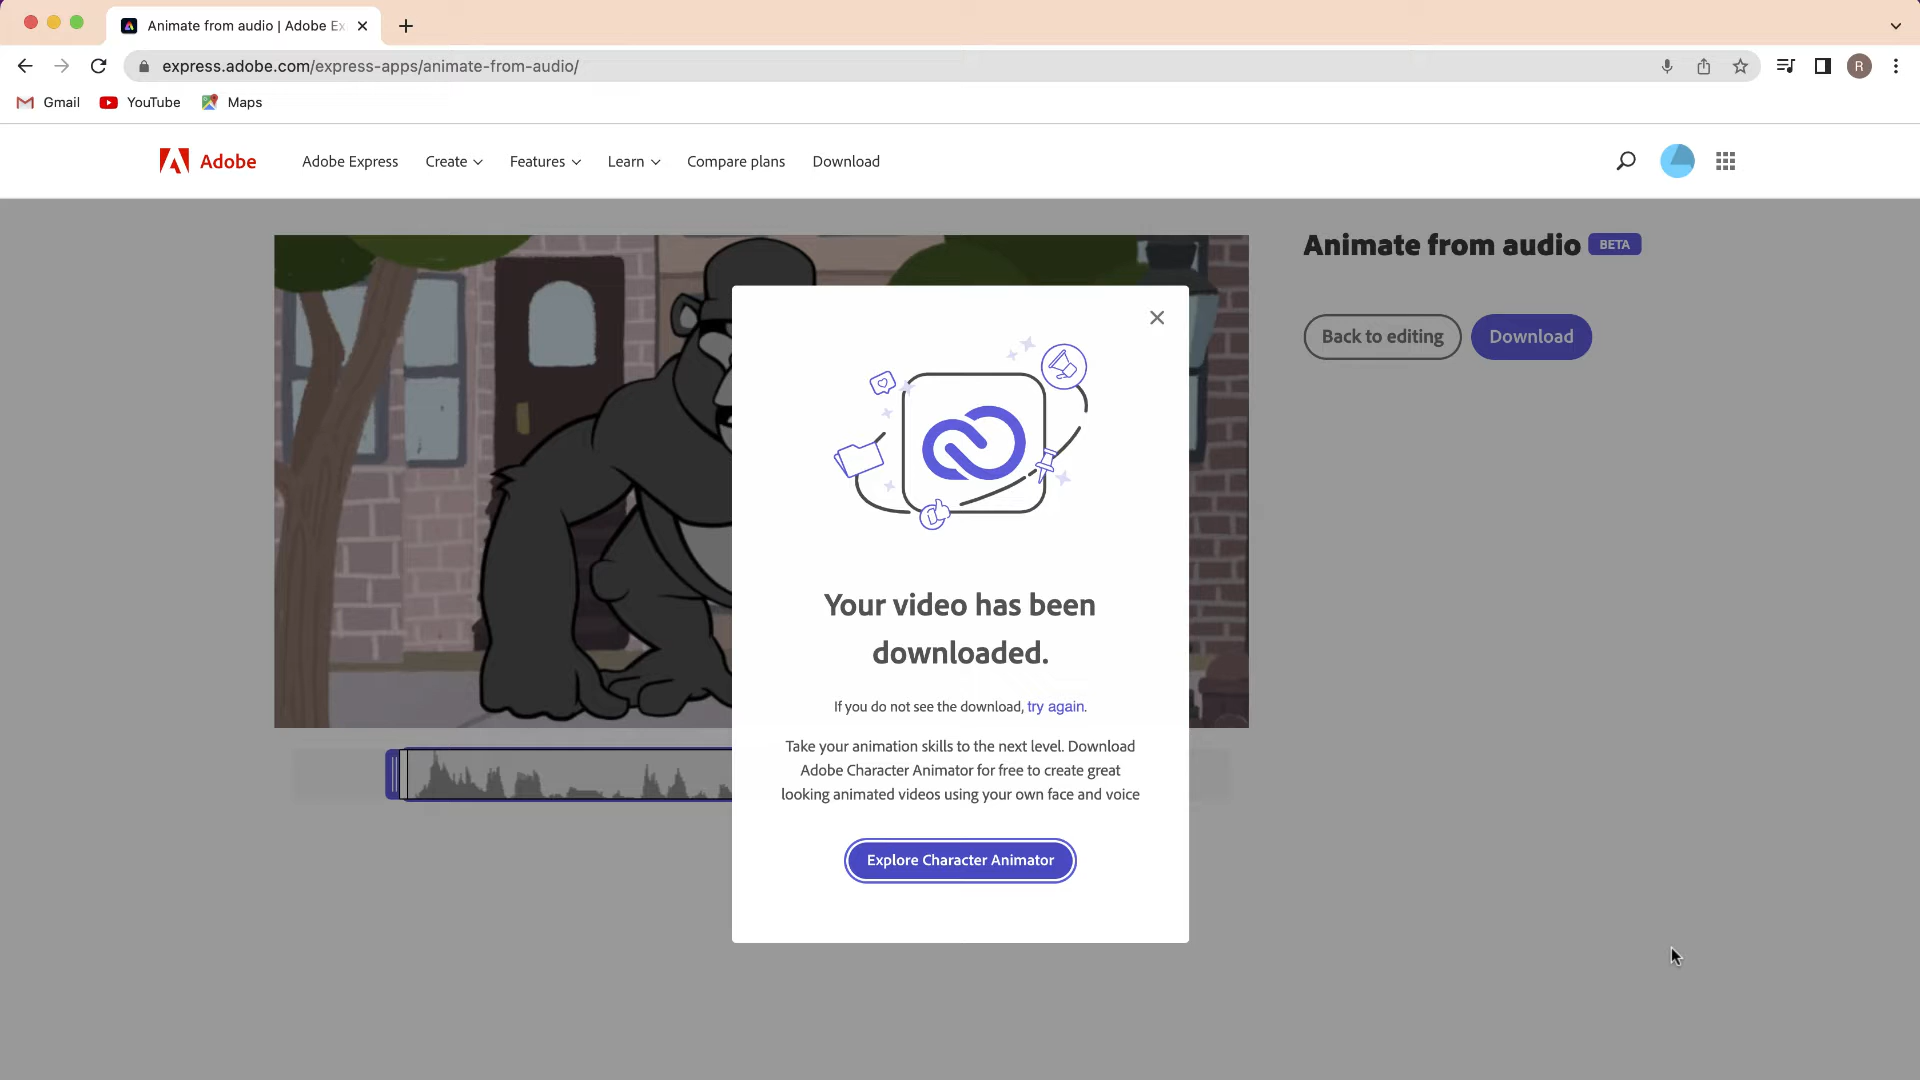 Animate from audio | Adobe Ex
express.adobe.com/express-apps/animate-from-audio/
R
Gmail YouTube Maps
Adobe Adobe Express Create Features Learn Compare plans Download
Animate from audio BETA
Back to editing Download
Your video has been
downloaded.
If you do not see the download, try again.
Take your animation skills to the next level. Download
Adobe Character Animator for free to create great
looking animated videos using your own face and voice
Explore Character Animator